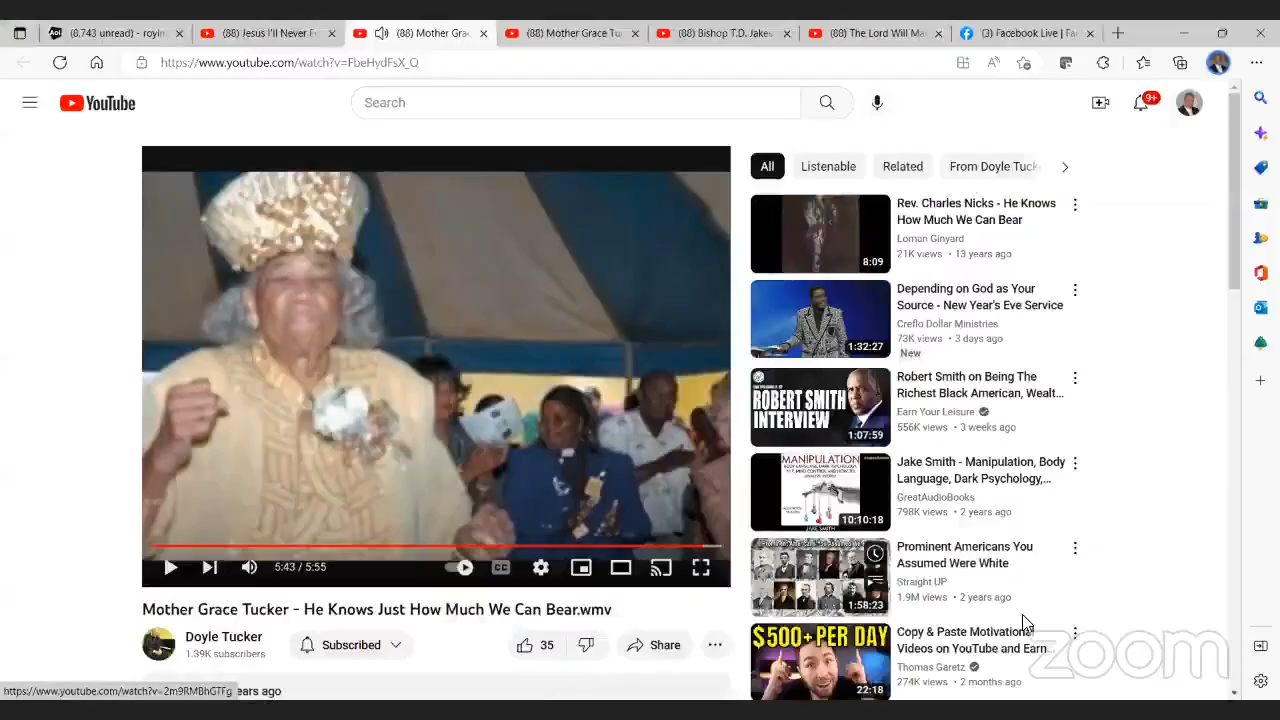 (8,743 unread) - royin
(88) Jesus I'll Never F
(88) Mother Grac
(88) Mother Grace Tu
(88) Bishop T.D. Jakes
(88) The Lord Will Ma
(3) Facebook Live | Fa
https://www.youtube.com/watch?v=FbeHydFsX_Q
YouTube
Search
9+
All
Listenable
Related
From Doyle Tuck
Rev. Charles Nicks - He Knows
How Much We Can Bear
Loman Ginyard
21K views • 13 years ago
8:09
Depending on God as Your
Source - New Year's Eve Service
Creflo Dollar Ministries
73K views • 3 days ago
New
1:32:27
ROBERT SMITH
INTERVIEW
1:07:59
Robert Smith on Being The
Richest Black American, Wealt...
Earn Your Leisure
556K views • 3 weeks ago
MANIPULATION
JAKE SMITH
10:10:18
Jake Smith - Manipulation, Body
Language, Dark Psychology,...
GreatAudioBooks
798K views • 2 years ago
1:58:23
Prominent Americans You
Assumed Were White
Straight UP
1.9M views • 2 years ago
$500+ PER DAY
22:18
Copy & Paste Motivational
Videos on YouTube and Earn...
Thomas Garetz
274K views • 2 months ago
5:43 / 5:55
CC
Mother Grace Tucker - He Knows Just How Much We Can Bear.wmv
Doyle Tucker
1.39K subscribers
Subscribed
35
Share
https://www.youtube.com/watch?v=2m9RMBhGTFg
ears ago
zoom